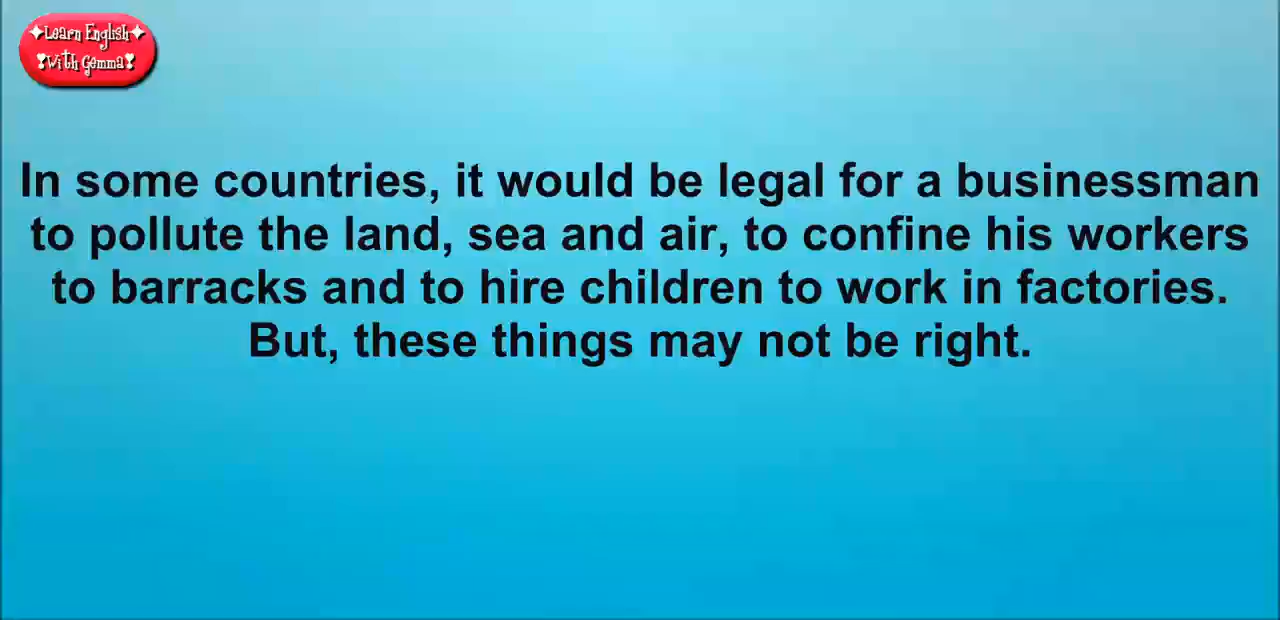 ✦Learn English✦
❣With Gemma❣
In some countries, it would be legal for a businessman
to pollute the land, sea and air, to confine his workers
to barracks and to hire children to work in factories.
But, these things may not be right.